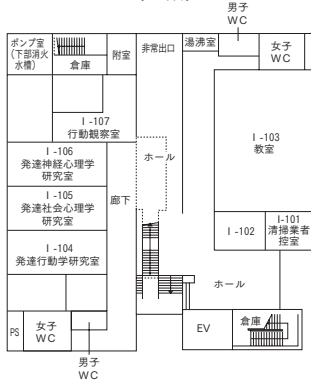 男子
WC
ポンプ室
(下部消火
水槽)
倉庫
附室
非常出口
湯沸室
女子
WC
I -107
行動観察室
I -103
教室
I -106
発達神経心理学
研究室
ホール
I -105
発達社会心理学
研究室
廊下
I -104
発達行動学研究室
I -102
I-101
清掃業者
控室
ホール
PS
女子
WC
EV
倉庫
男子
WC